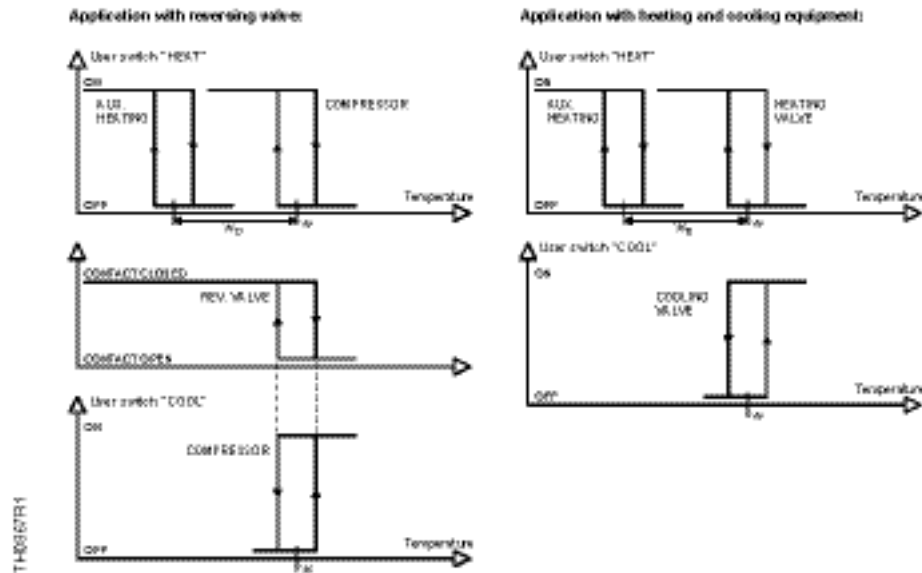 Application with reversing valve:
User switch "HEAT"
ON
AUX.
HEATING
COMPRESSOR
OFF
Temperature
CONTACT CLOSED
REV. VALVE
CONTACT OPEN
User switch "COOL"
ON
COMPRESSOR
OFF
Temperature
Application with heating and cooling equipment:
User switch "HEAT"
ON
AUX.
HEATING
HEATING
VALVE
OFF
Temperature
User switch "COOL"
ON
COOLING
VALVE
OFF
Temperature